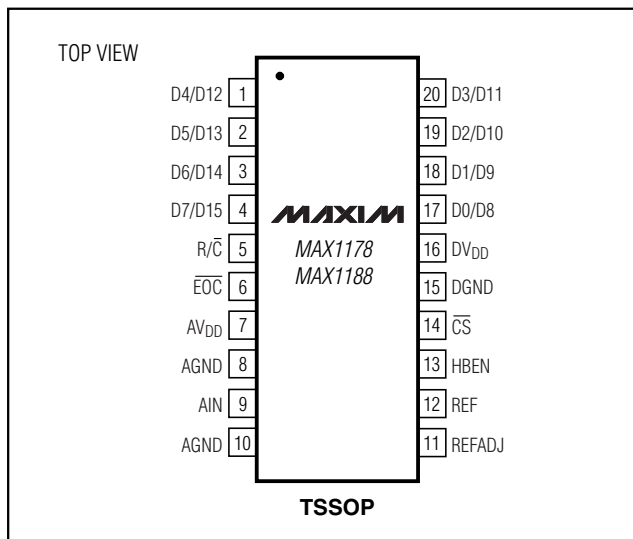 TOP VIEW
D4/D12 1
D5/D13 2
D6/D14 3
D7/D15 4
R/C̅ 5
E̅O̅C̅ 6
AVDD 7
AGND 8
AIN 9
AGND 10
MAXIM
MAX1178
MAX1188
20 D3/D11
19 D2/D10
18 D1/D9
17 D0/D8
16 DVDD
15 DGND
14 C̅S̅
13 HBEN
12 REF
11 REFADJ
TSSOP